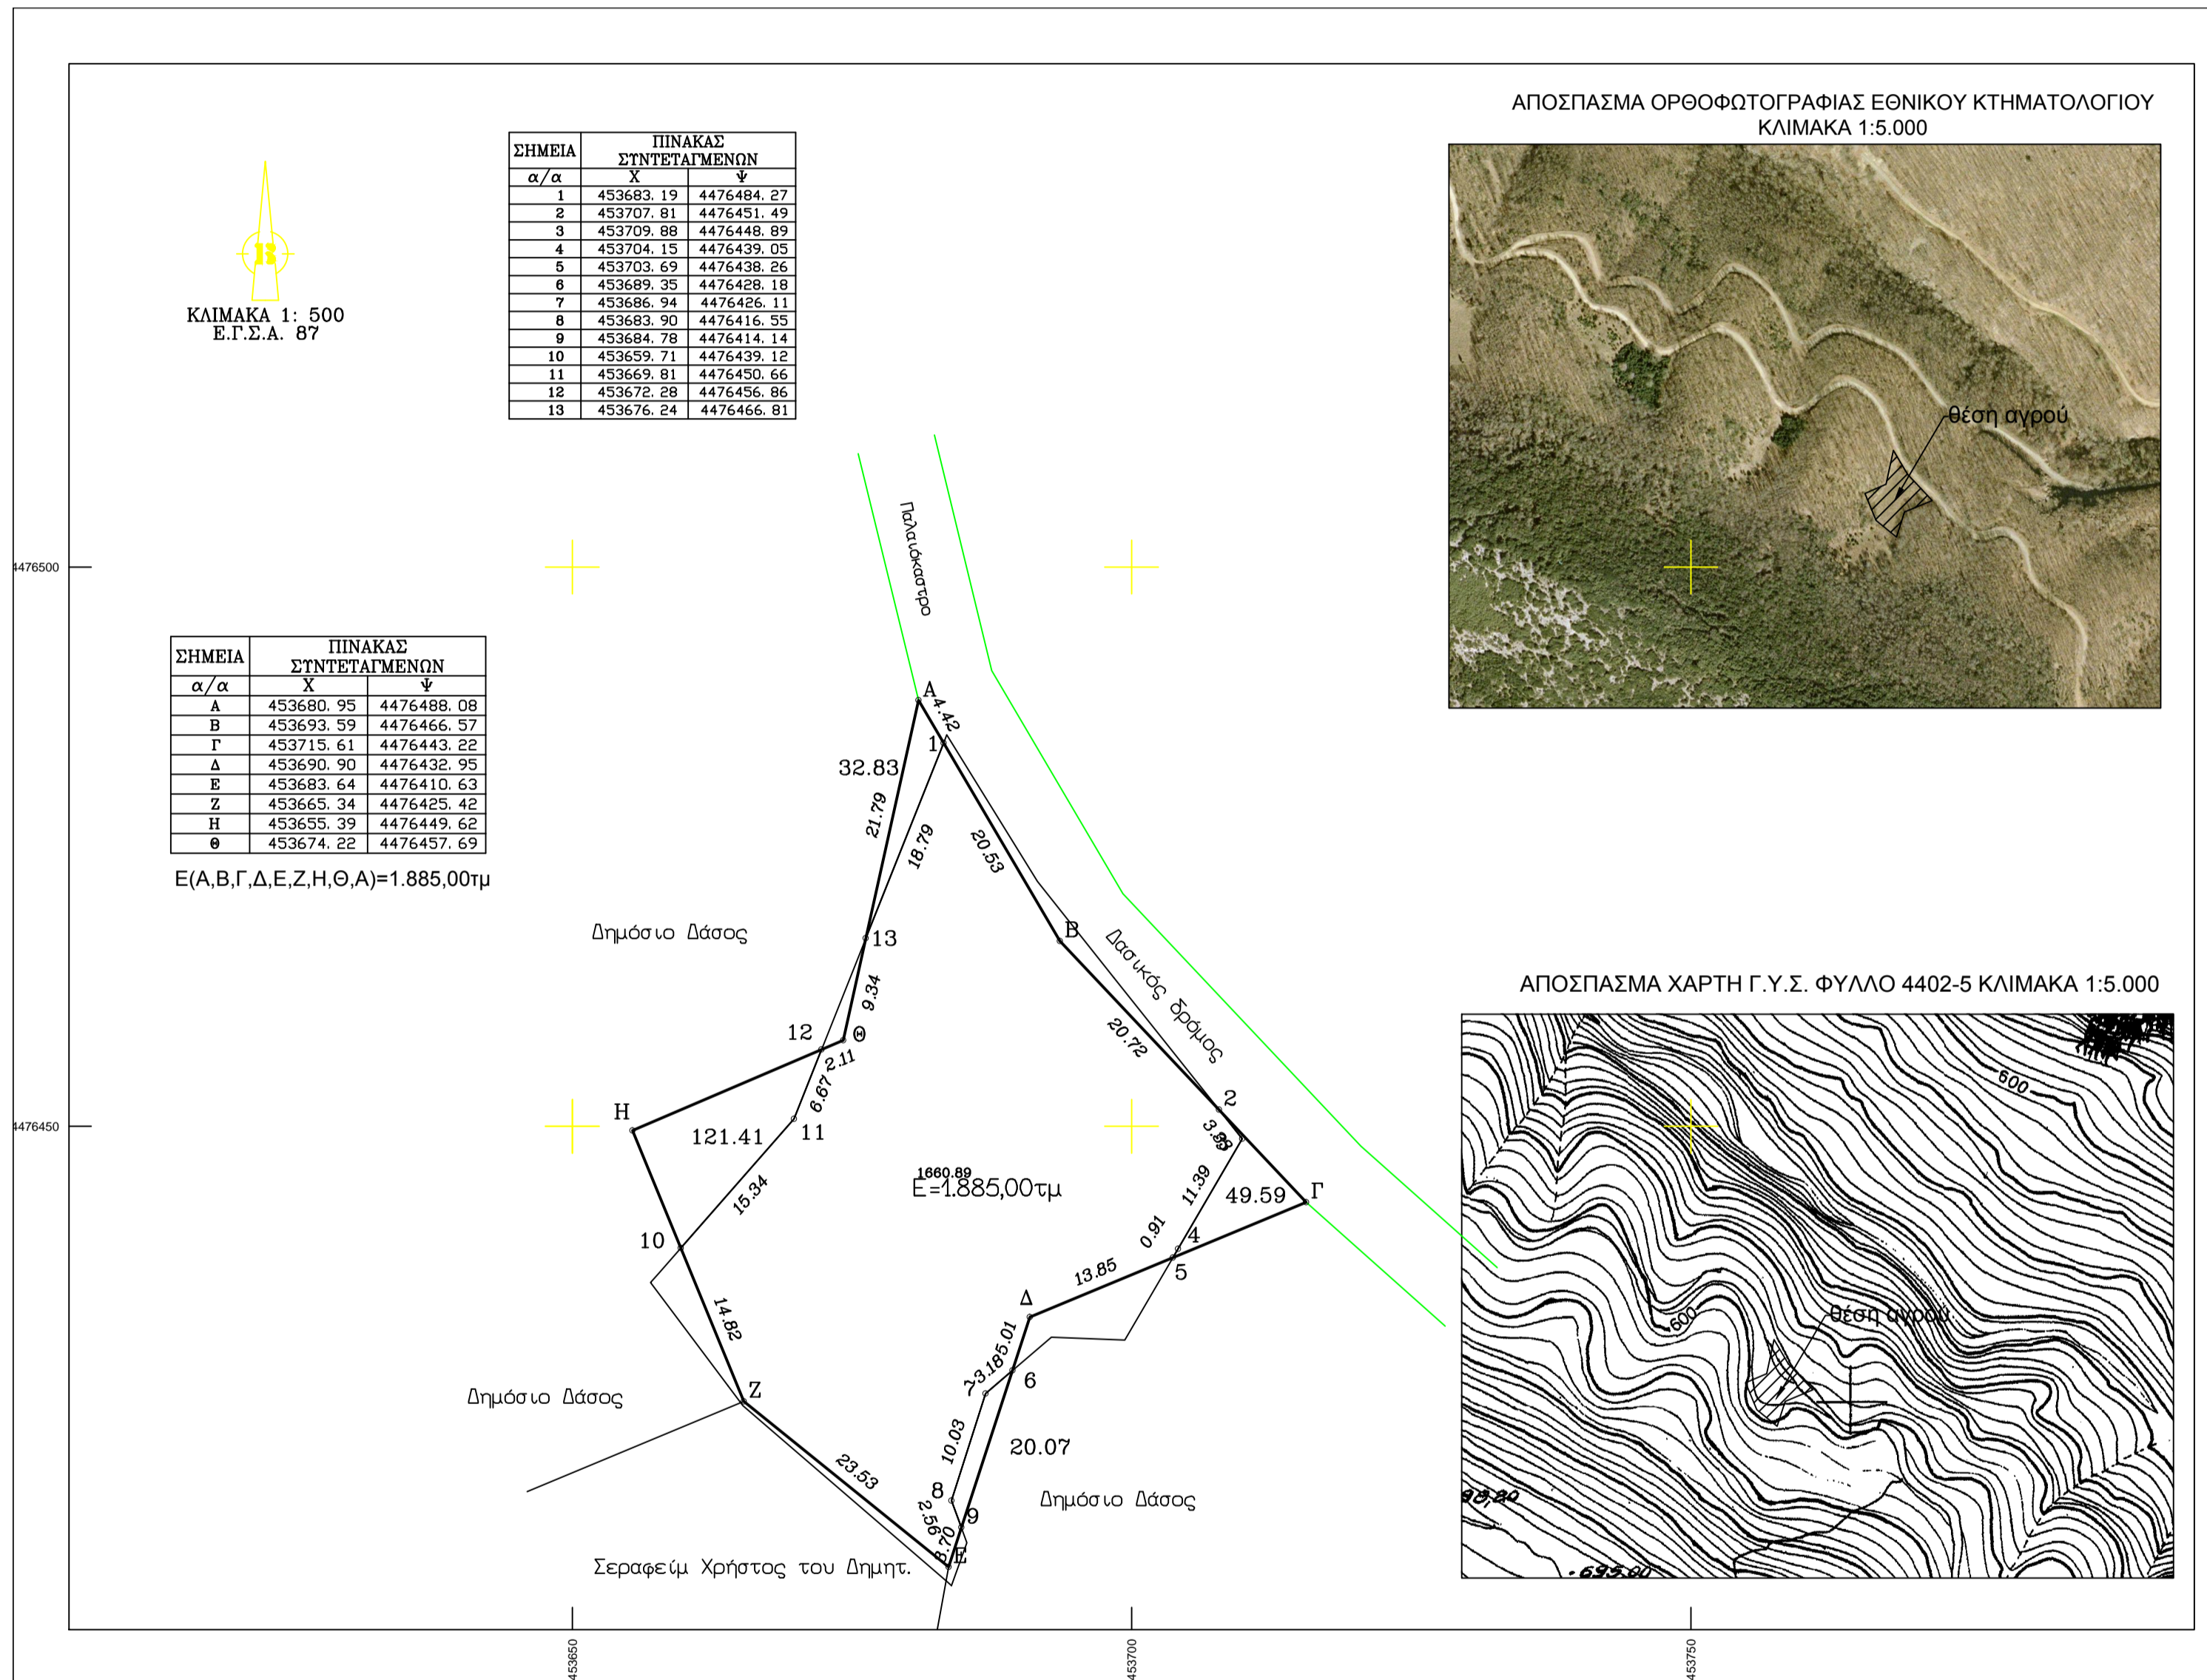 ΑΠΟΣΠΑΣΜΑ ΟΡΘΟΦΩΤΟΓΡΑΦΙΑΣ ΕΘΝΙΚΟΥ ΚΤΗΜΑΤΟΛΟΓΙΟΥ
ΚΛΙΜΑΚΑ 1:5.000
θέση αγρού
ΚΛΙΜΑΚΑ 1: 500
Ε.Γ.Σ.Α. 87
ΣΗΜΕΙΑ ΠΙΝΑΚΑΣ
ΣΥΝΤΕΤΑΓΜΕΝΩΝ
α/α Χ Ψ
1 453683.19 4476484.27
2 453707.81 4476451.49
3 453709.88 4476448.89
4 453704.15 4476439.05
5 453703.69 4476438.26
6 453689.35 4476428.18
7 453686.94 4476426.11
8 453683.90 4476416.55
9 453684.78 4476414.14
10 453659.71 4476439.12
11 453669.81 4476450.66
12 453672.28 4476456.86
13 453676.24 4476466.81
4476500
Παλαιόκαστρο
ΣΗΜΕΙΑ ΠΙΝΑΚΑΣ
ΣΥΝΤΕΤΑΓΜΕΝΩΝ
α/α Χ Ψ
Α 453680.95 4476488.08
Β 453693.59 4476466.57
Γ 453715.61 4476443.22
Δ 453690.90 4476432.95
Ε 453683.64 4476410.63
Ζ 453665.34 4476425.42
Η 453655.39 4476449.62
Θ 453674.22 4476457.69
Ε(Α,Β,Γ,Δ,Ε,Ζ,Η,Θ,Α)=1.885,00τμ
Α
4.42
1
32.83
21.79
18.79
20.53
Δημόσιο Δάσος
13
Β
Δασικός δρόμος
9.34
12
Θ
2.11
20.72
6.67
2
Η
121.41
11
4476450
1660.89
Ε=1.885,00τμ
11.39
49.59
Γ
15.34
0.91
10
4
5
13.85
Δ
14.82
5.01
3.18
6
Δημόσιο Δάσος
Ζ
10.03
20.07
23.53
8
2.56
9
Δημόσιο Δάσος
3.70
Ε
Σεραφείμ Χρήστος του Δημητ.
ΑΠΟΣΠΑΣΜΑ ΧΑΡΤΗ Γ.Υ.Σ. ΦΥΛΛΟ 4402-5 ΚΛΙΜΑΚΑ 1:5.000
600
600
θέση αγρού
695,00
453650
453700
453750